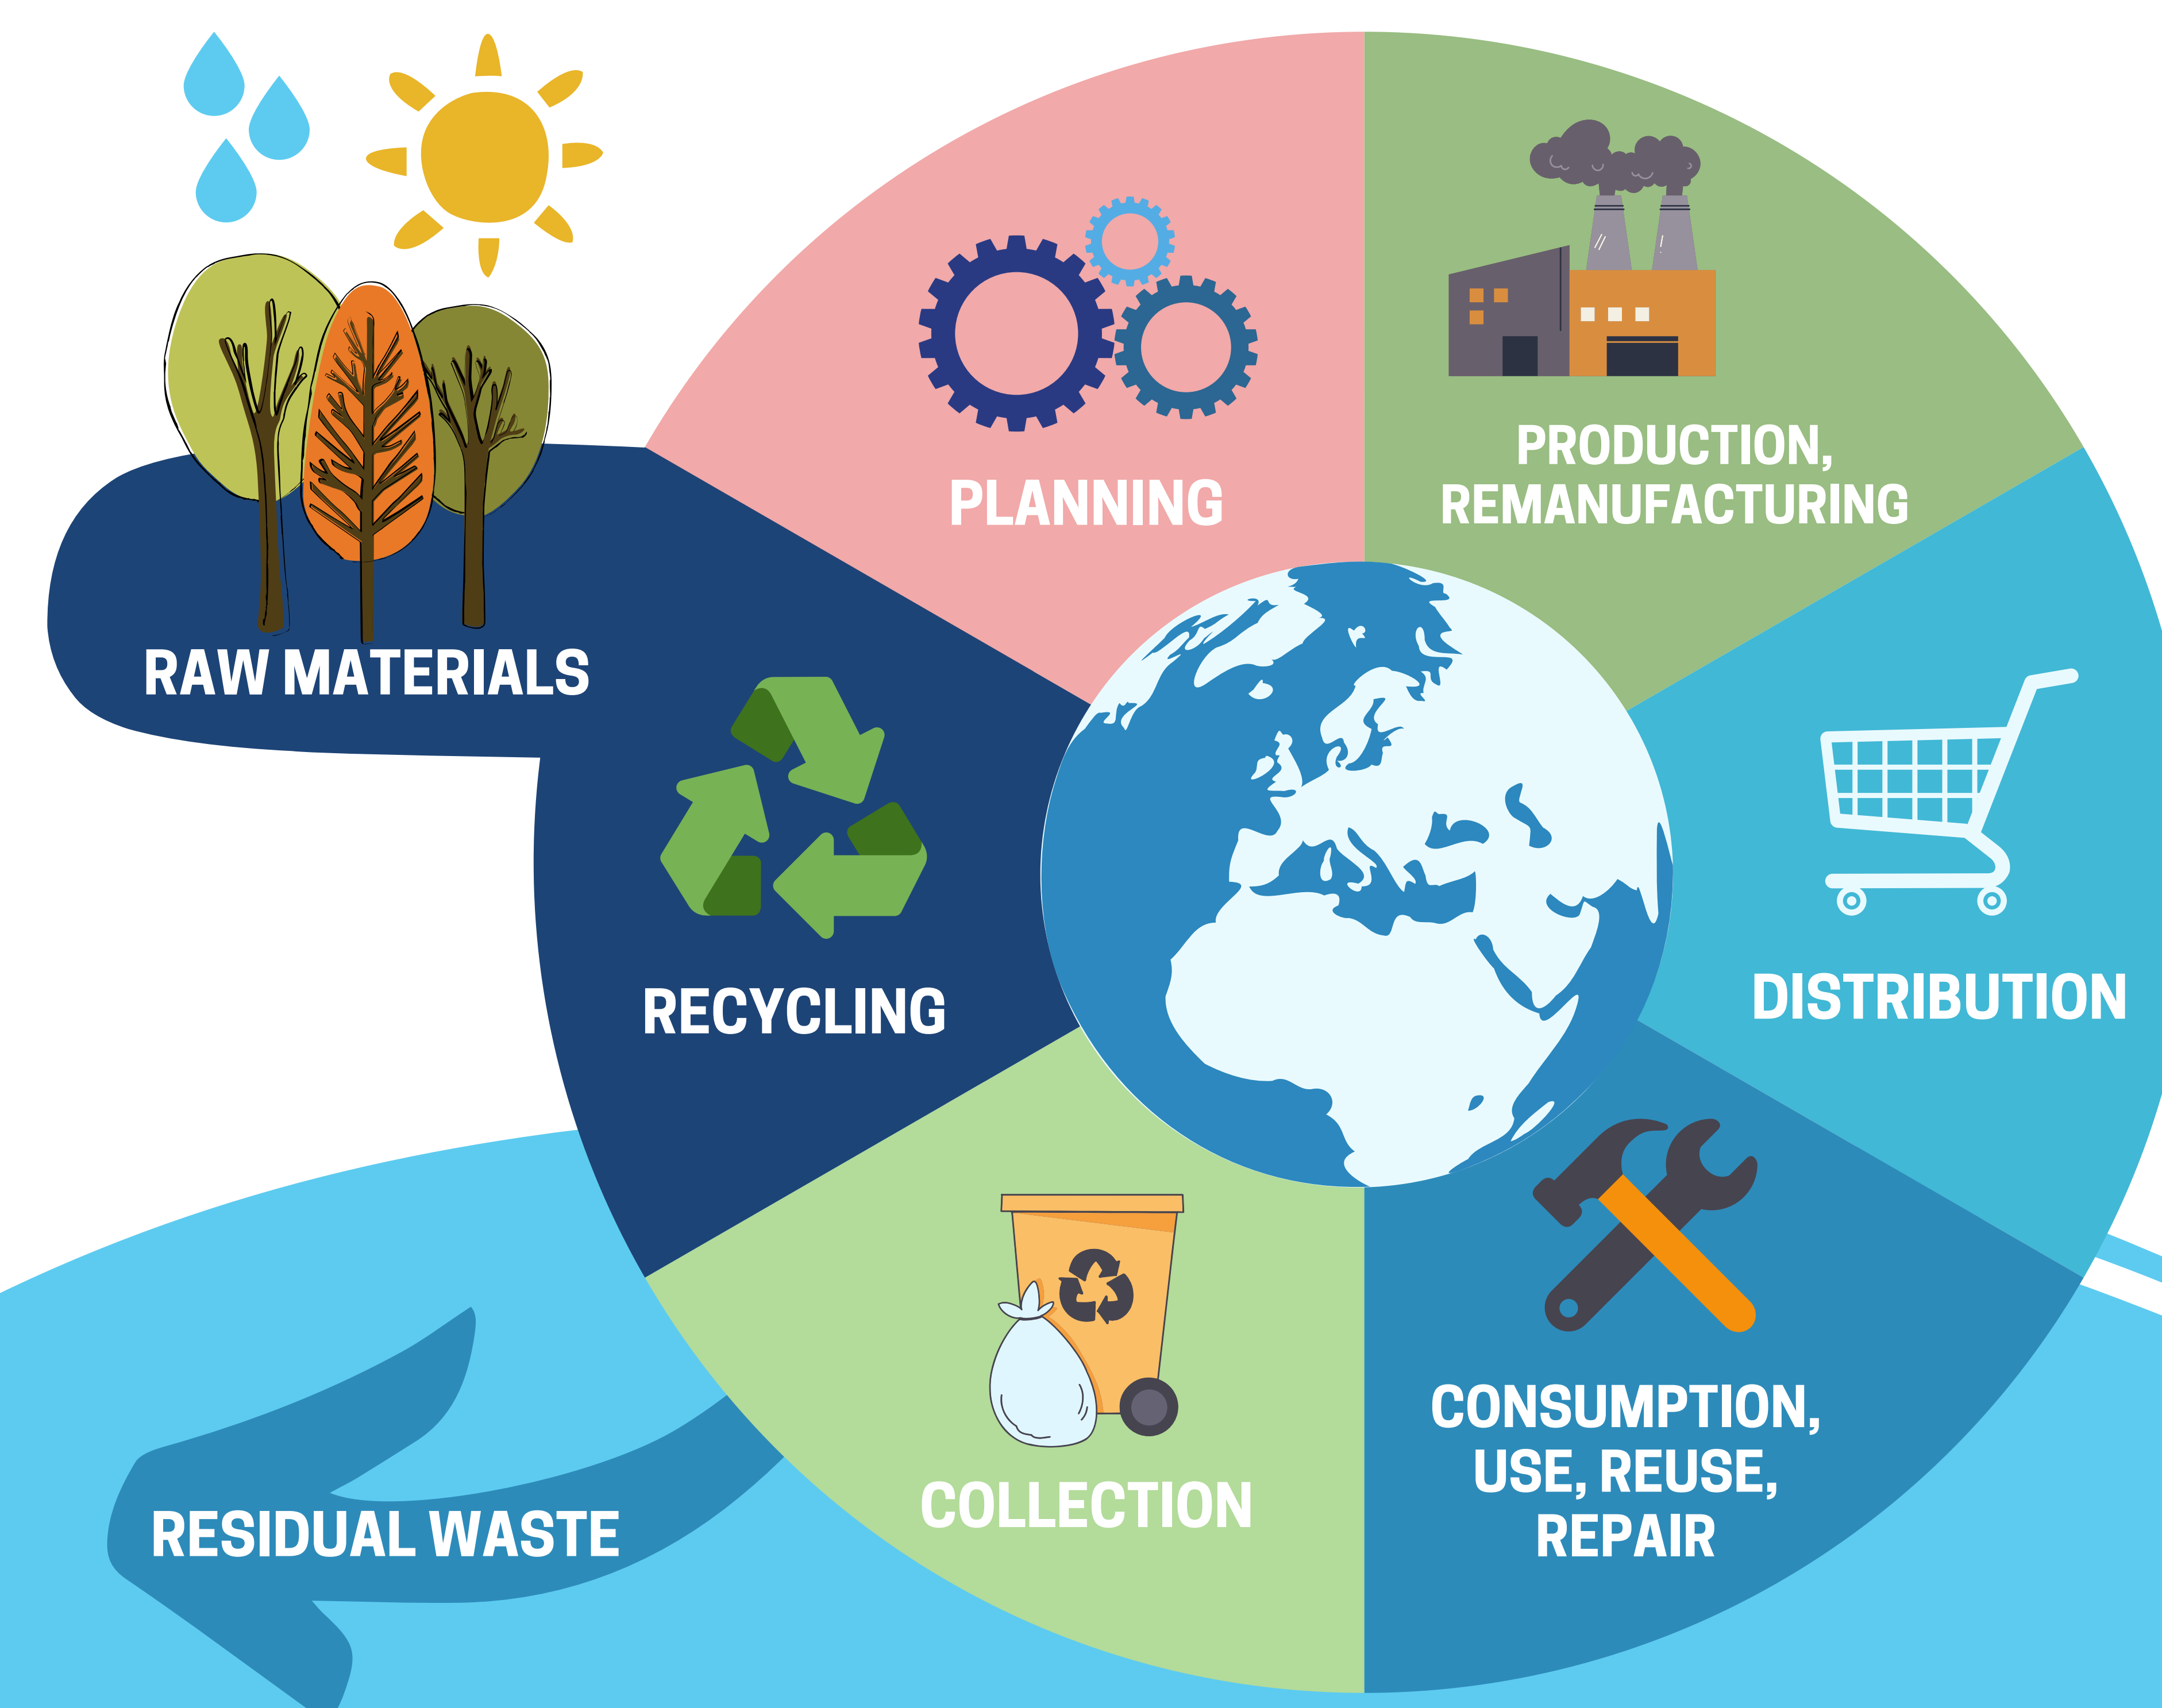 PLANNING
PRODUCTION,
REMANUFACTURING
RAW MATERIALS
RECYCLING
DISTRIBUTION
COLLECTION
CONSUMPTION,
USE, REUSE,
REPAIR
RESIDUAL WASTE